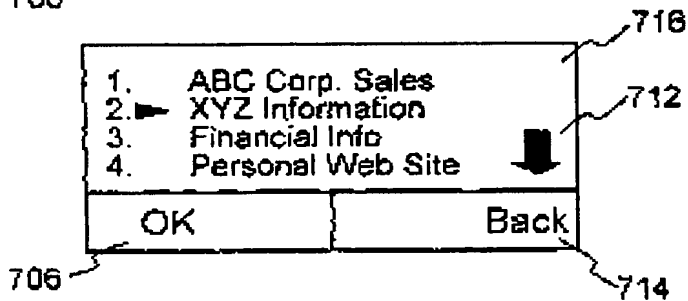 716
1. ABC Corp. Sales
2. XYZ Information
712
3. Financial Info
4. Personal Web Site
OK Back
706
714